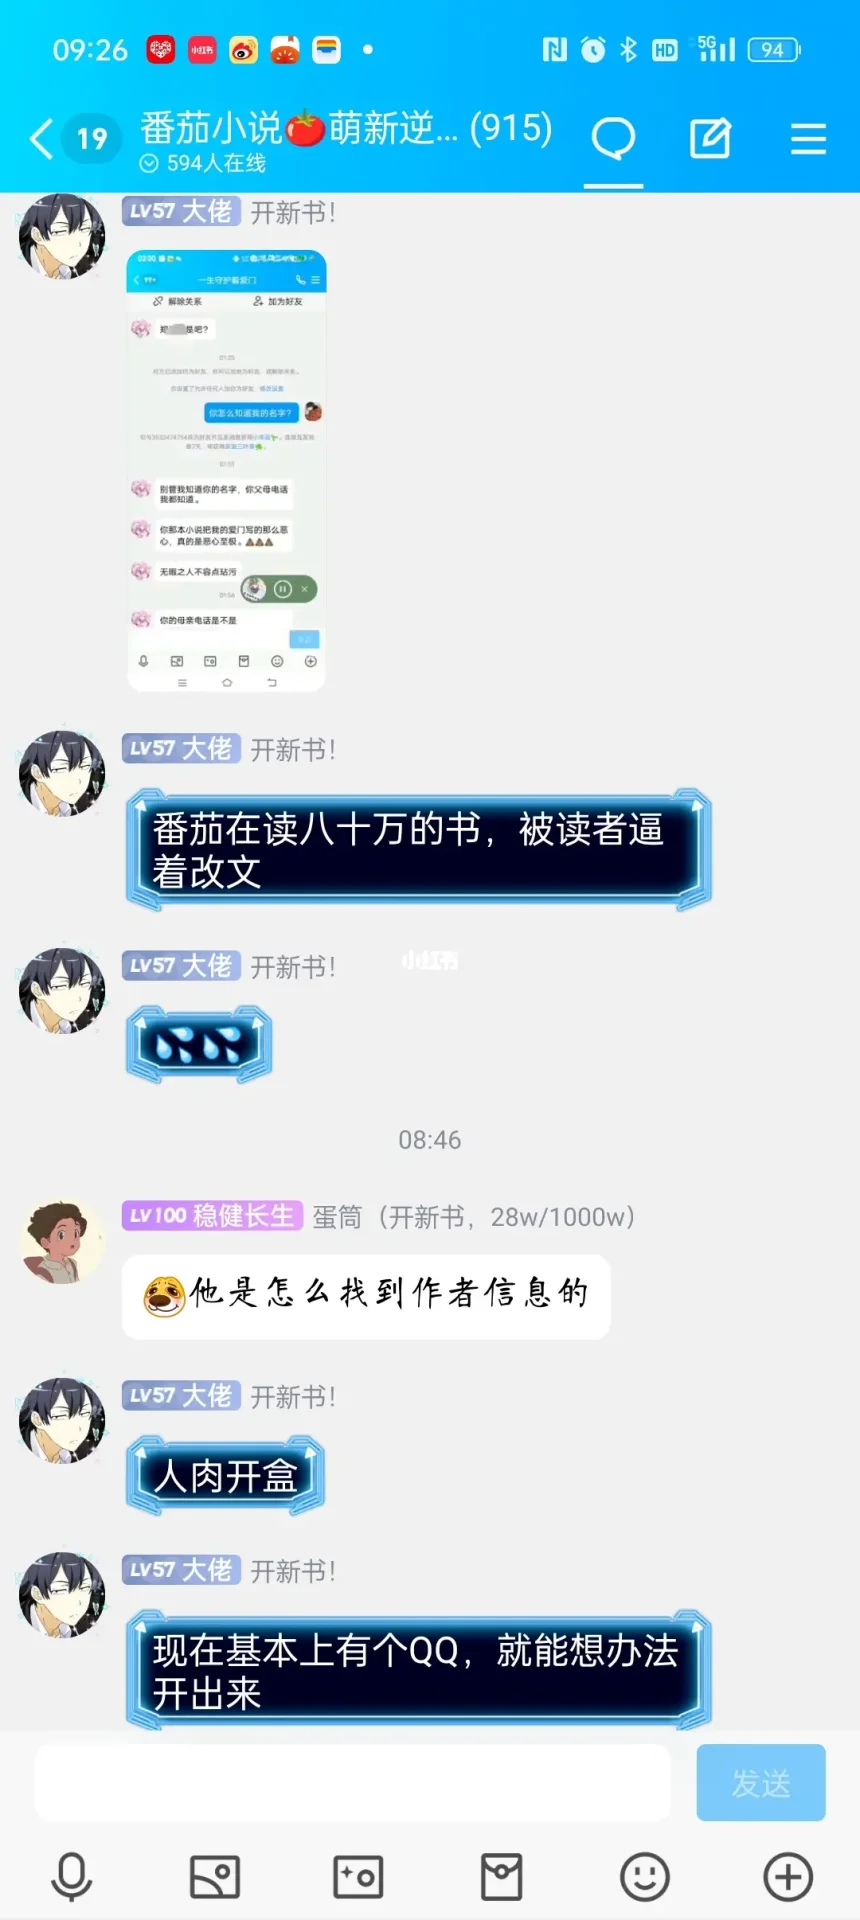 09:26
小红书
HD
5G
94
19
番茄小说🍅萌新逆... (915)
594人在线
LV57 大佬 开新书!
03:00
99+
一生守护着爱门
解除关系
加为好友
是吧?
01:05
你怎么知道我的名字?
别管我知道你的名字、你父母电话
我都知道。
你那本小说把我的爱门写的那么恶
心、真的是恶心至极。💩💩💩
无暇之人不容点玷污
你的母亲电话是不是
LV57 大佬 开新书!
番茄在读八十万的书，被读者逼
着改文
LV57 大佬 开新书!
小红书
💦💦
08:46
LV100 稳健长生 蛋筒（开新书，28w/1000w）
他是怎么找到作者信息的
LV57 大佬 开新书!
人肉开盒
LV57 大佬 开新书!
现在基本上有个QQ，就能想办法
开出来
发送